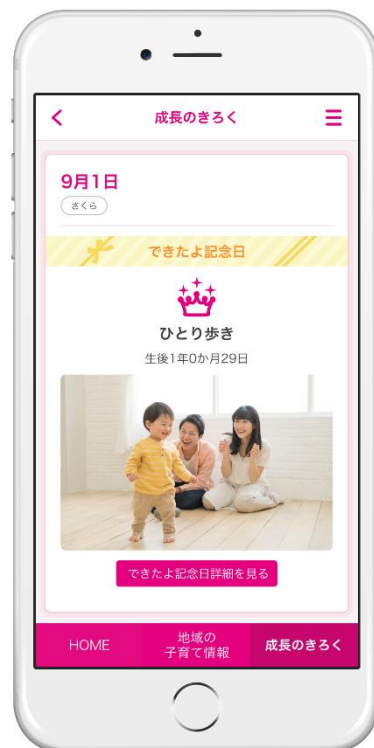 成長のきろく
9月1日
さくら
できたよ記念日
ひとり歩き
生後1年0か月29日
できたよ記念日詳細を見る
HOME
地域の
子育て情報
成長のきろく